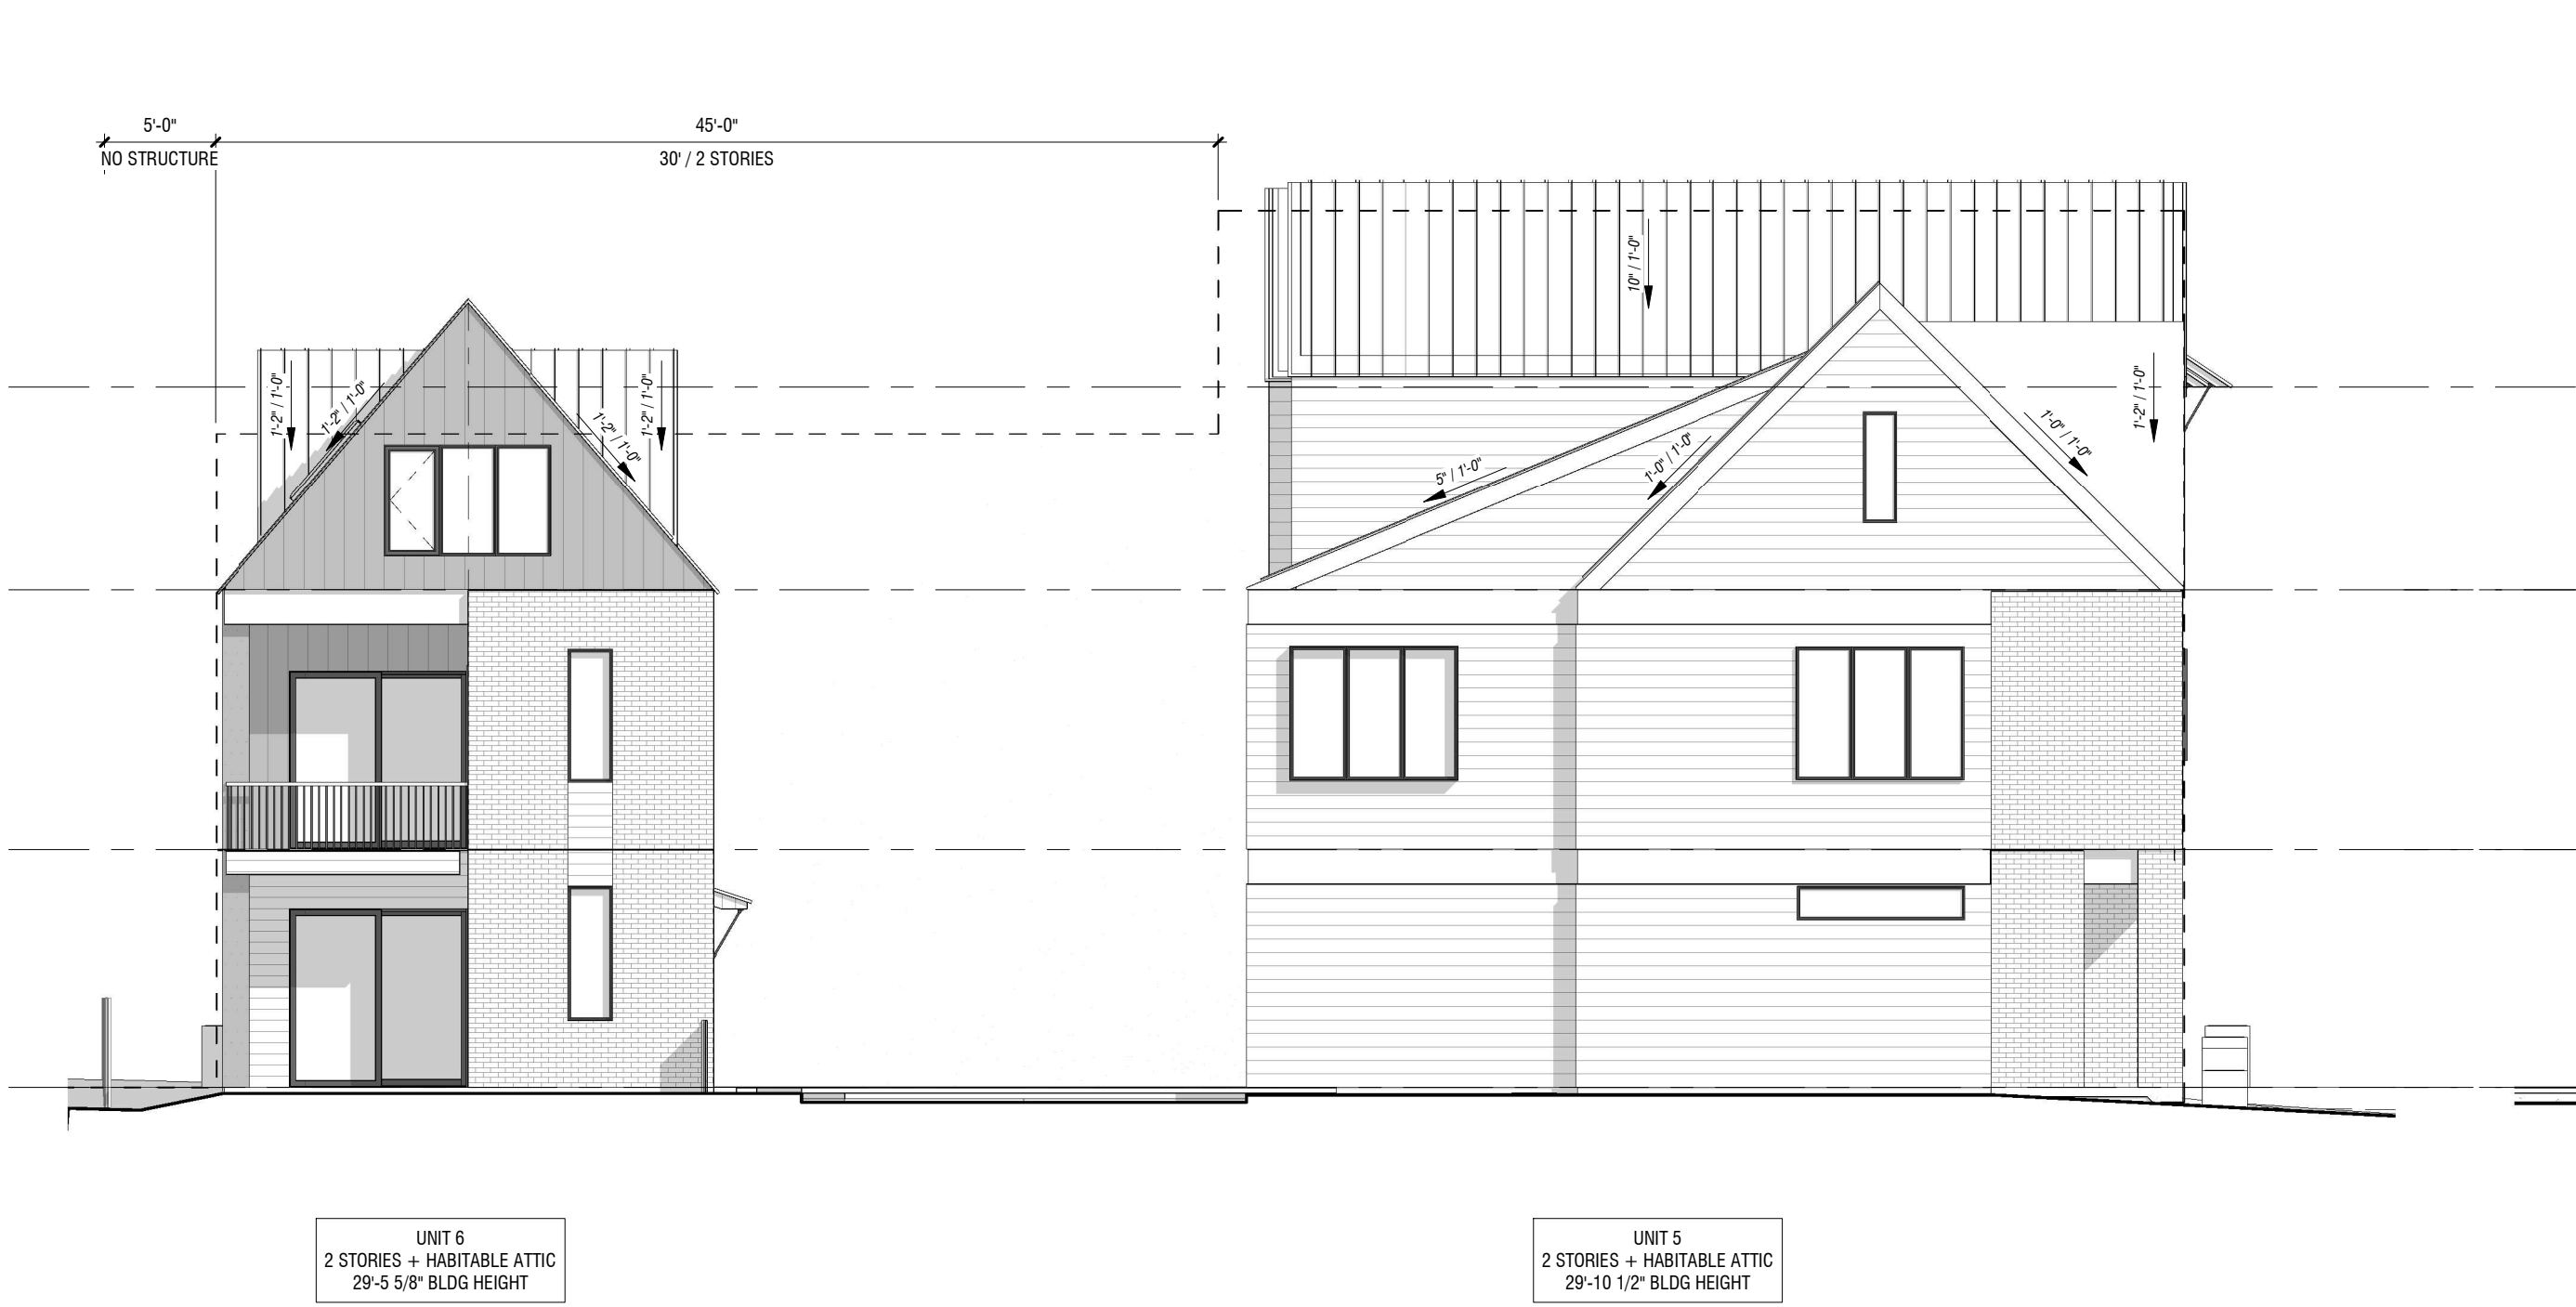 5'-0"
45'-0"
NO STRUCTURE
30' / 2 STORIES
10" / 1'-0"
1'-2" / 1'-0"
1'-2" / 1'-0"
1'-2" / 1'-0"
1'-2" / 1'-0"
5" / 1'-0"
1'-0" / 1'-0"
1'-0" / 1'-0"
1'-2" / 1'-0"
UNIT 6
2 STORIES + HABITABLE ATTIC
29'-5 5/8" BLDG HEIGHT
UNIT 5
2 STORIES + HABITABLE ATTIC
29'-10 1/2" BLDG HEIGHT